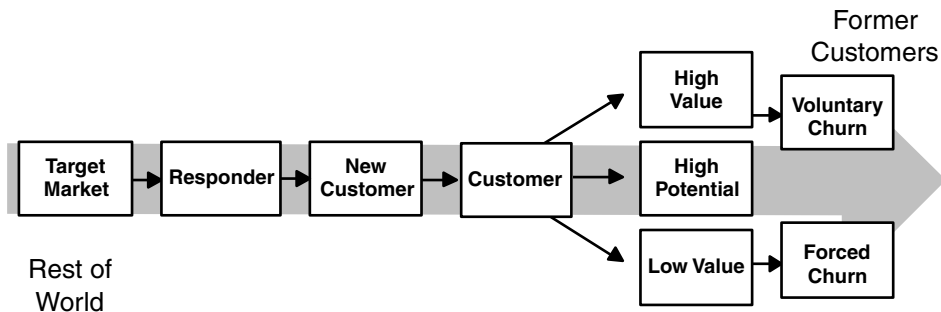 Former
Customers
High
Value
Voluntary
Churn
Target
Market
Responder
New
Customer
Customer
High
Potential
Low Value
Forced
Churn
Rest of
World